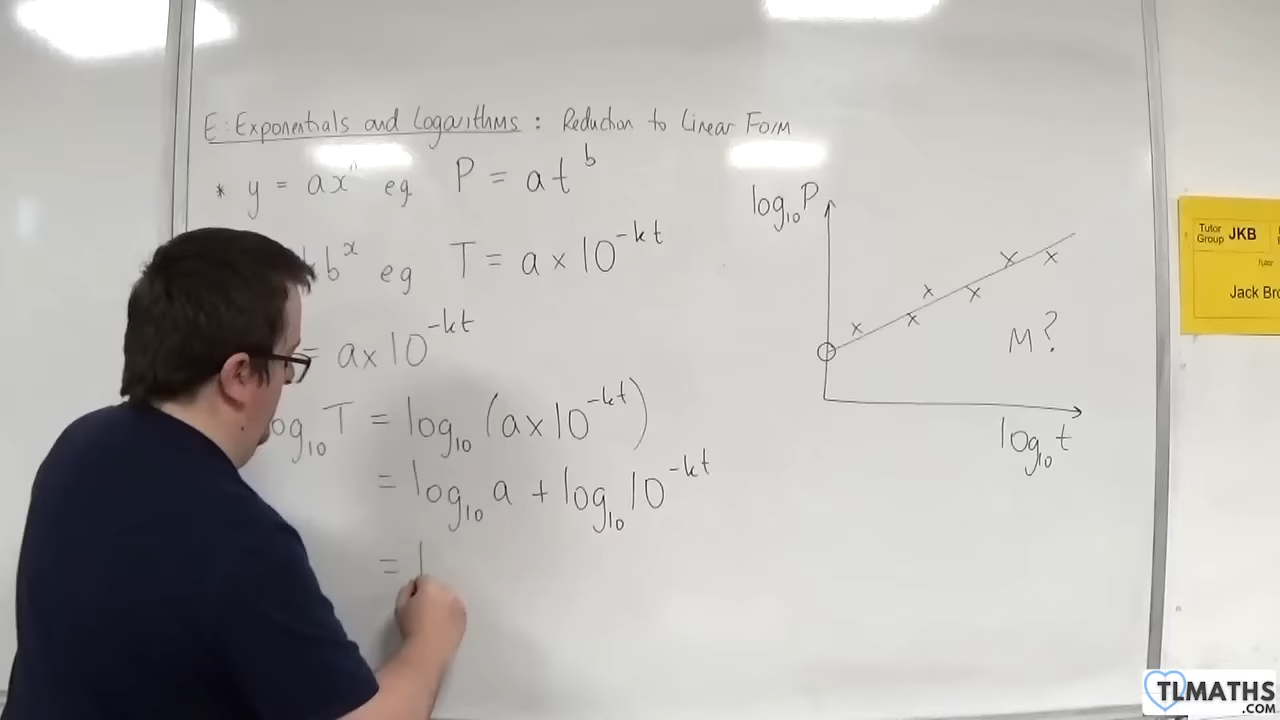 E: Exponentials and Logarithms : Reduction to Linear Form
* y = axⁿ eg P = at^b
b^x eg T = a × 10^-kt
= a × 10^-kt
log₁₀ T = log₁₀ (a × 10^-kt)
= log₁₀ a + log₁₀ 10^-kt
=
log₁₀ P
M?
log₁₀ t
Tutor Group JKB
Tutor
Jack Bro
TLMATHS
.COM